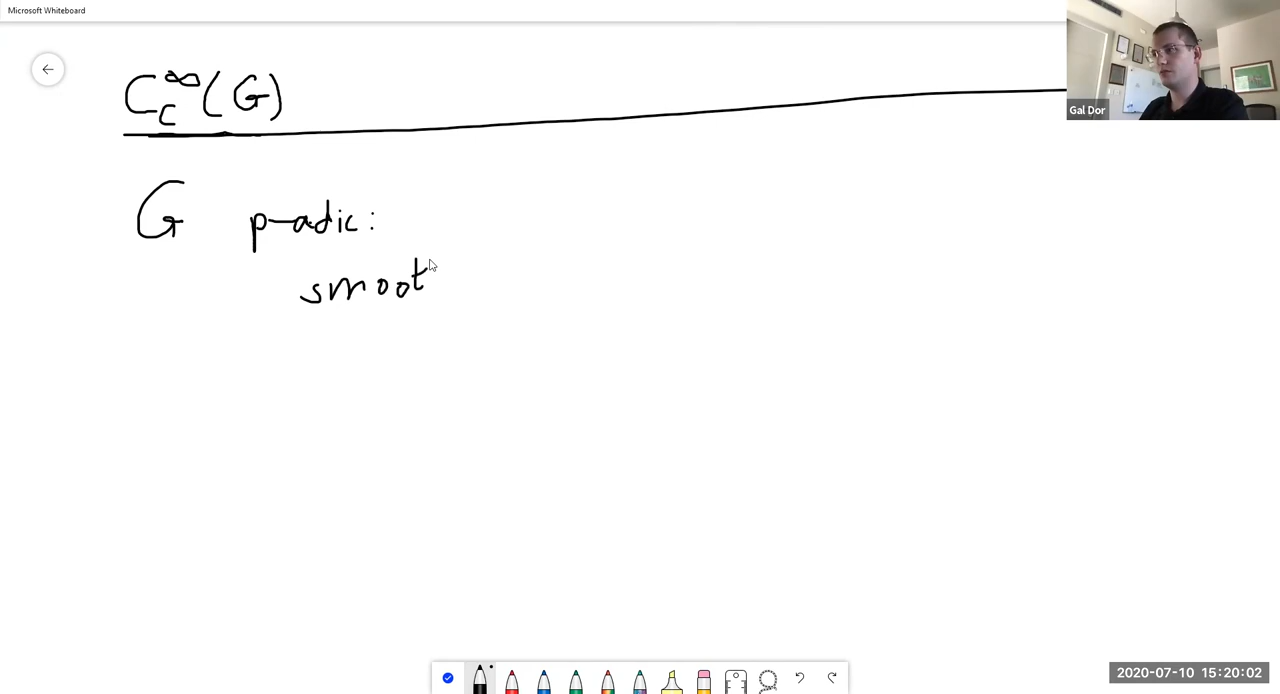 Microsoft Whiteboard
C_c^∞(G)
Gal Dor
G p-adic:
smoot
2020-07-10 15:20:02